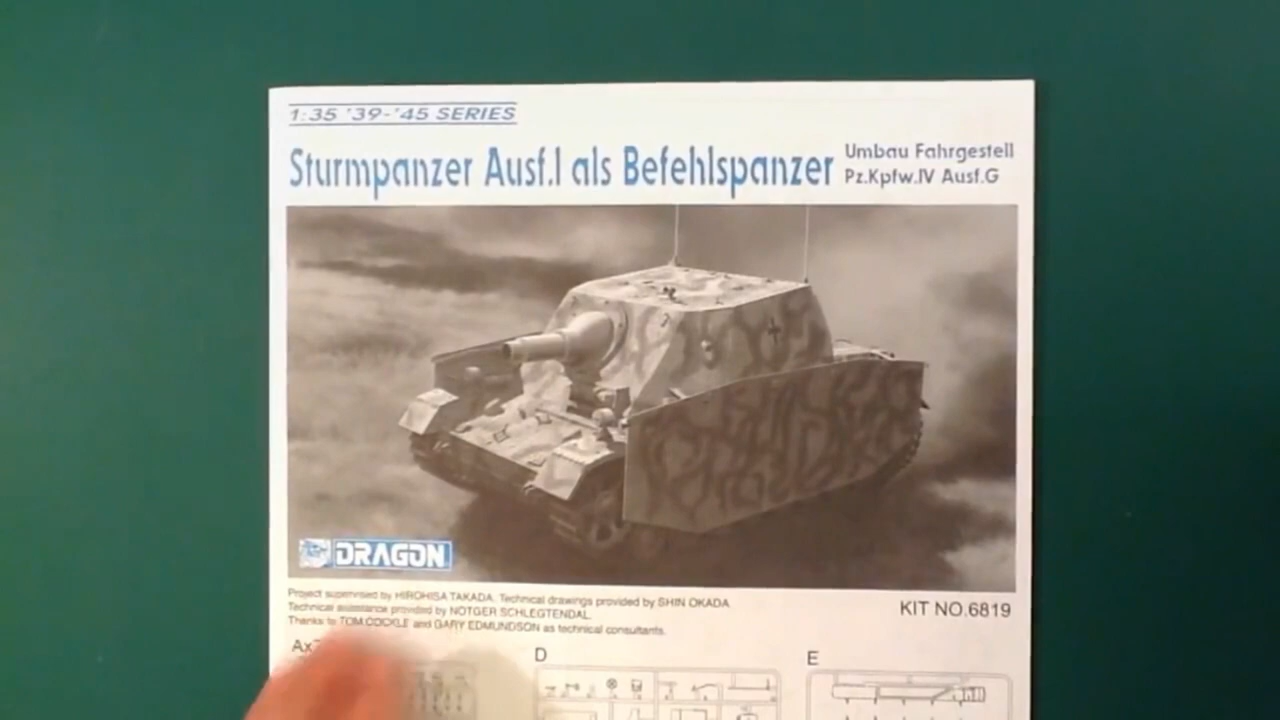 1:35 '39-'45 SERIES
Sturmpanzer Ausf.I als Befehlspanzer
Umbau Fahrgestell
Pz.Kpfw.IV Ausf.G
DRAGON
Project supervised by HIROHISA TAKADA. Technical drawings provided by SHIN OKADA
Technical assistance provided by NOTGER SCHLEGTENDAL
Thanks to TOM COCKLE and GARY EDMUNDSON as technical consultants.
KIT NO.6819
D
E